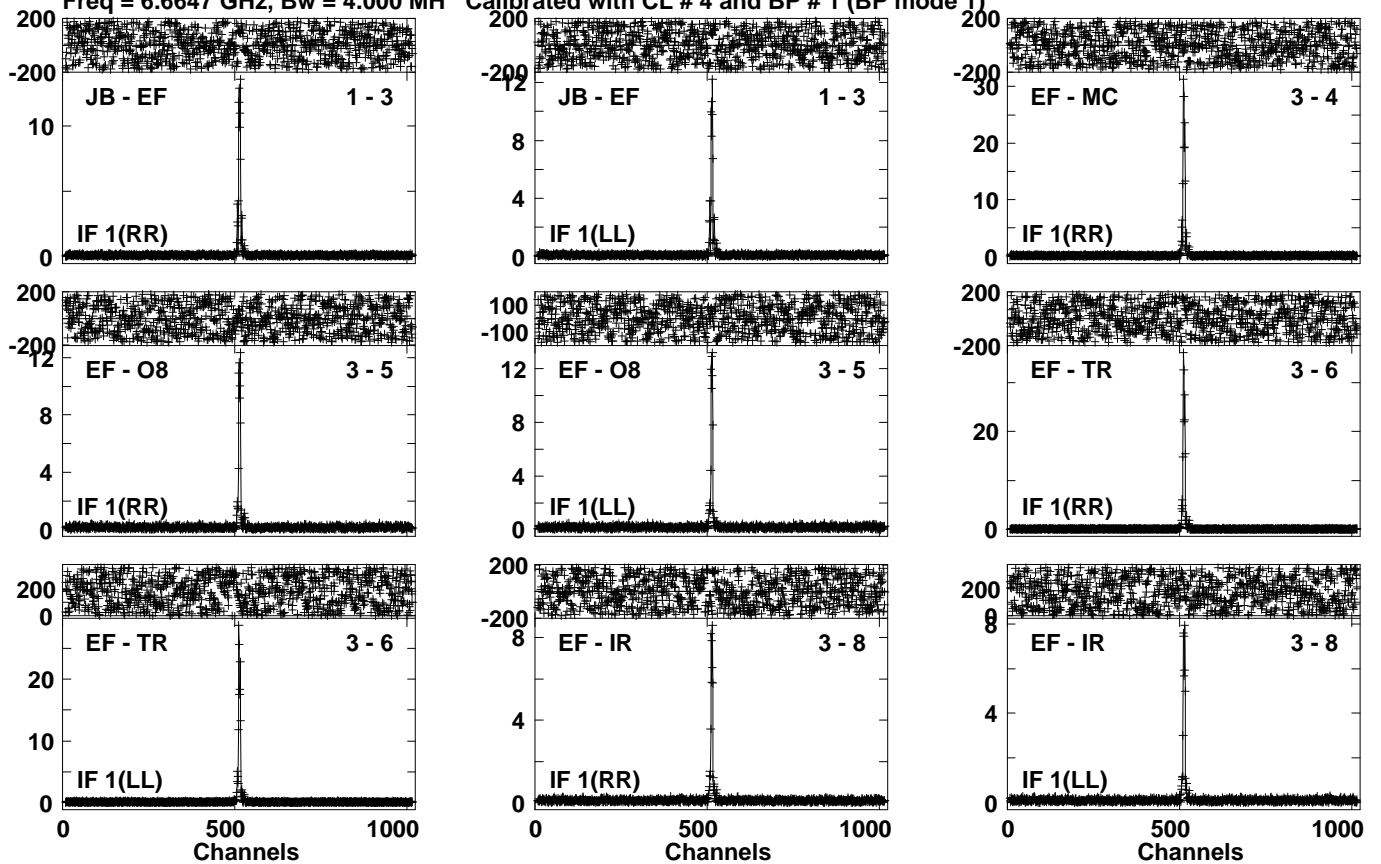 Freq = 6.6647 GHz, Bw = 4.000 MH Calibrated with CL # 4 and BP # 1 (BP mode 1)
200 200 200
-200 -200 -200
JB - EF 1 - 3 JB - EF 1 - 3 EF - MC 3 - 4
12 30
10 8 20
4 10
IF 1(RR) IF 1(LL) IF 1(RR)
0 0 0
200 100 200
-200 -100 -200
EF - O8 3 - 5 EF - O8 3 - 5 EF - TR 3 - 6
12 12
8 8 20
4 4
IF 1(RR) IF 1(LL) IF 1(RR)
0 0 0
200 200 200
0 -200 0
EF - TR 3 - 6 EF - IR 3 - 8 EF - IR 3 - 8
20 8 8
10 4 4
IF 1(LL) IF 1(RR) IF 1(LL)
0 0 0
0 500 1000 0 500 1000 0 500 1000
Channels Channels Channels